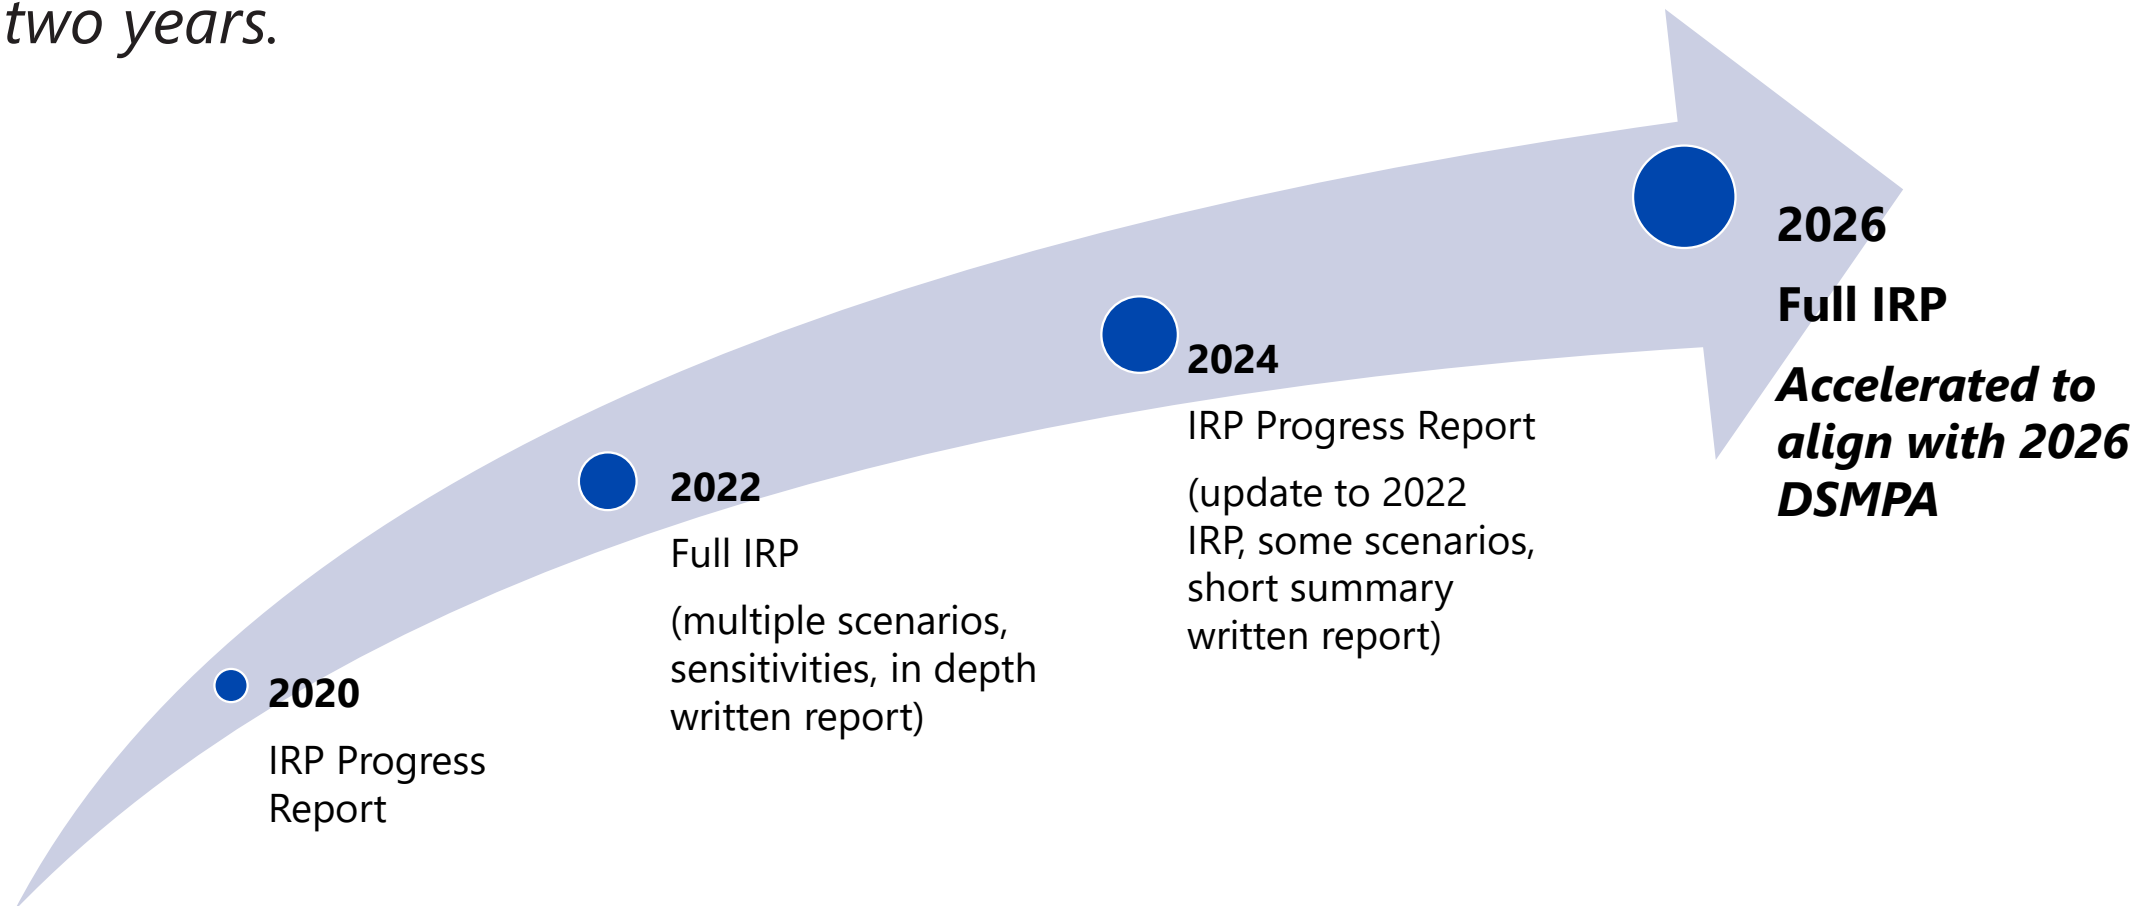 two years.
2020
IRP Progress
Report
2022
Full IRP
(multiple scenarios,
sensitivities, in depth
written report)
2024
IRP Progress Report
(update to 2022
IRP, some scenarios,
short summary
written report)
2026
Full IRP
Accelerated to
align with 2026
DSMPA